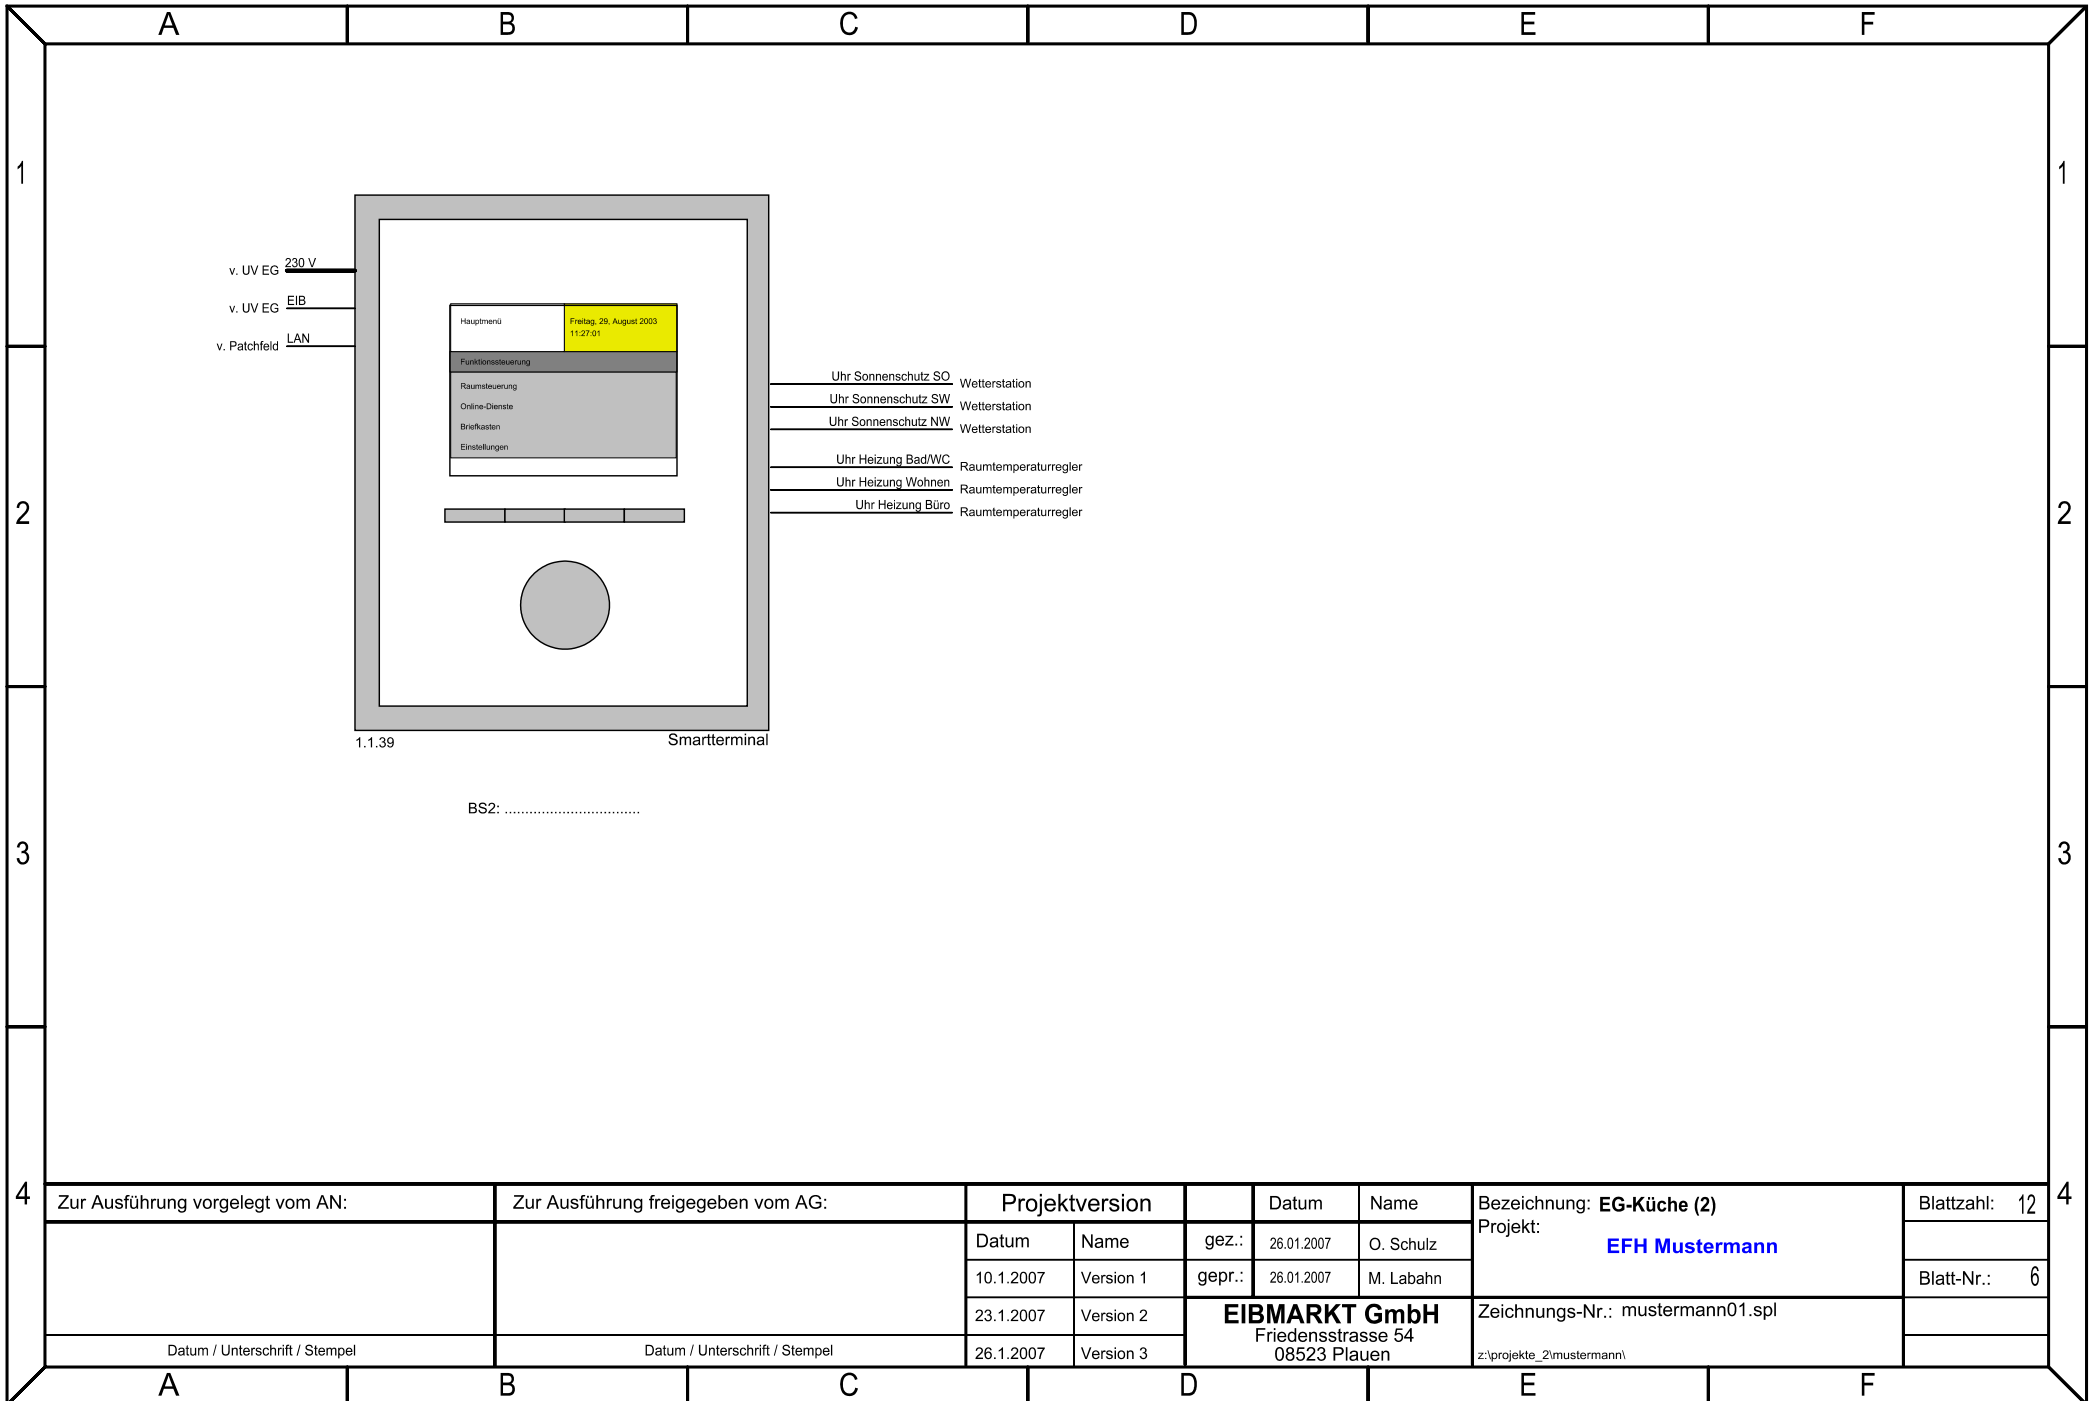 A B C D E F
1 1
v. UV EG 230 V
v. UV EG EIB
v. Patchfeld LAN
Hauptmenü
Freitag, 29, August 2003
11:27:01
Funktionssteuerung
Raumsteuerung
Online-Dienste
Briefkasten
Einstellungen
Uhr Sonnenschutz SO Wetterstation
Uhr Sonnenschutz SW Wetterstation
Uhr Sonnenschutz NW Wetterstation
Uhr Heizung Bad/WC Raumtemperaturregler
Uhr Heizung Wohnen Raumtemperaturregler
Uhr Heizung Büro Raumtemperaturregler
2 2
1.1.39 Smartterminal
BS2: .................................
3 3
4 4
Zur Ausführung vorgelegt vom AN:
Datum / Unterschrift / Stempel
Zur Ausführung freigegeben vom AG:
Datum / Unterschrift / Stempel
Projektversion
Datum Name
10.1.2007 Version 1
23.1.2007 Version 2
26.1.2007 Version 3
Datum Name
gez.: 26.01.2007 O. Schulz
gepr.: 26.01.2007 M. Labahn
EIBMARKT GmbH
Friedensstrasse 54
08523 Plauen
Bezeichnung: EG-Küche (2)
Projekt:
EFH Mustermann
Zeichnungs-Nr.: mustermann01.spl
z:\projekte_2\mustermann\
Blattzahl: 12
Blatt-Nr.: 6
A B C D E F